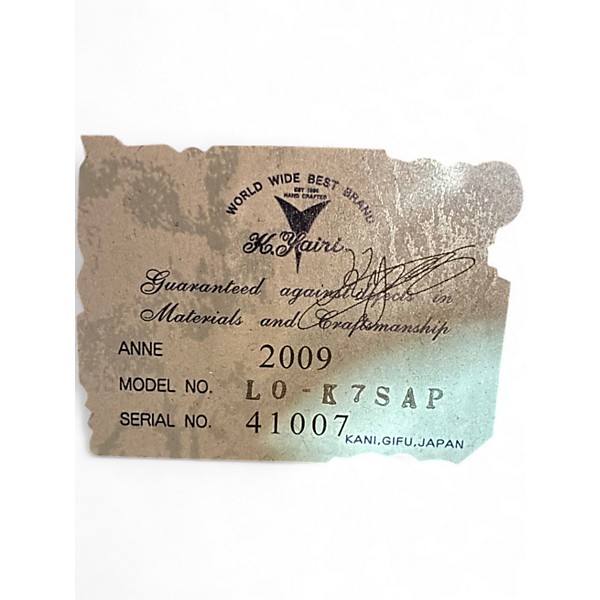 WORLD WIDE BEST BRAND
EST 1894
HAND CRAFTED
K.Yairi
Guaranteed against defects in
Materials and Craftsmanship
ANNE 2009
MODEL NO. LO-K7SAP
SERIAL NO. 41007
KANI,GIFU,JAPAN